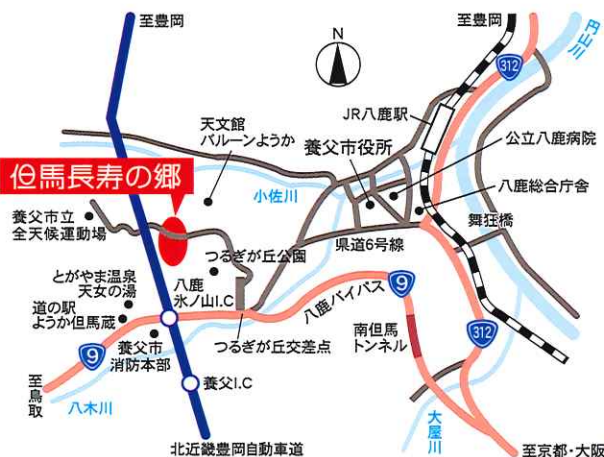 至豊岡
至豊岡
N
312
円山川
JR八鹿駅
天文館
バルーンようか
養父市役所
公立八鹿病院
但馬長寿の郷
小佐川
八鹿総合庁舎
養父市立
全天候運動場
舞狂橋
県道6号線
つるぎが丘公園
とがやま温泉
天女の湯
八鹿
氷ノ山I.C
道の駅
ようか但馬蔵
八鹿バイパス
9
312
南但馬
トンネル
つるぎが丘交差点
9
養父市
消防本部
至鳥取
養父I.C
八木川
大屋川
北近畿豊岡自動車道
至京都・大阪